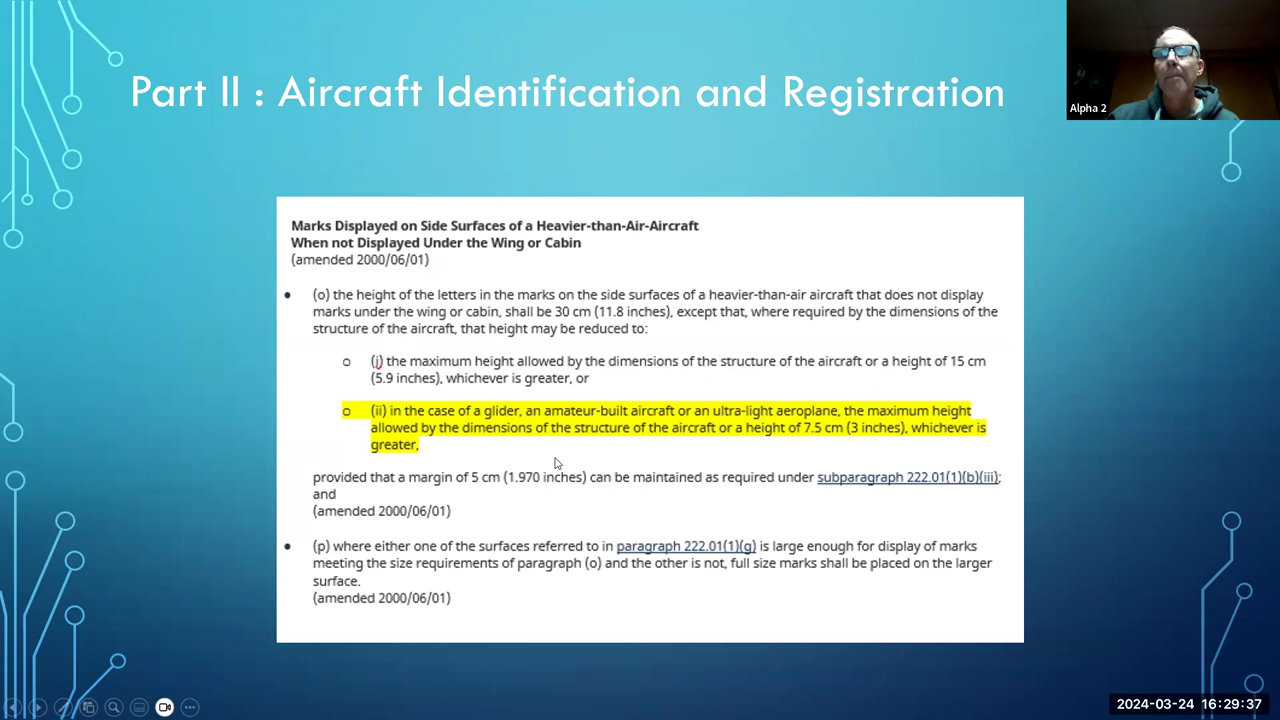 Part II : Aircraft Identification and Registration
Alpha 2
Marks Displayed on Side Surfaces of a Heavier-than-Air-Aircraft
When not Displayed Under the Wing or Cabin
(amended 2000/06/01)
• (o) the height of the letters in the marks on the side surfaces of a heavier-than-air aircraft that does not display
marks under the wing or cabin, shall be 30 cm (11.8 inches), except that, where required by the dimensions of the
structure of the aircraft, that height may be reduced to:
o (i) the maximum height allowed by the dimensions of the structure of the aircraft or a height of 15 cm
(5.9 inches), whichever is greater, or
o (ii) in the case of a glider, an amateur-built aircraft or an ultra-light aeroplane, the maximum height
allowed by the dimensions of the structure of the aircraft or a height of 7.5 cm (3 inches), whichever is
greater,
provided that a margin of 5 cm (1.970 inches) can be maintained as required under subparagraph 222.01(1)(b)(iii);
and
(amended 2000/06/01)
• (p) where either one of the surfaces referred to in paragraph 222.01(1)(g) is large enough for display of marks
meeting the size requirements of paragraph (o) and the other is not, full size marks shall be placed on the larger
surface.
(amended 2000/06/01)
2024-03-24 16:29:37